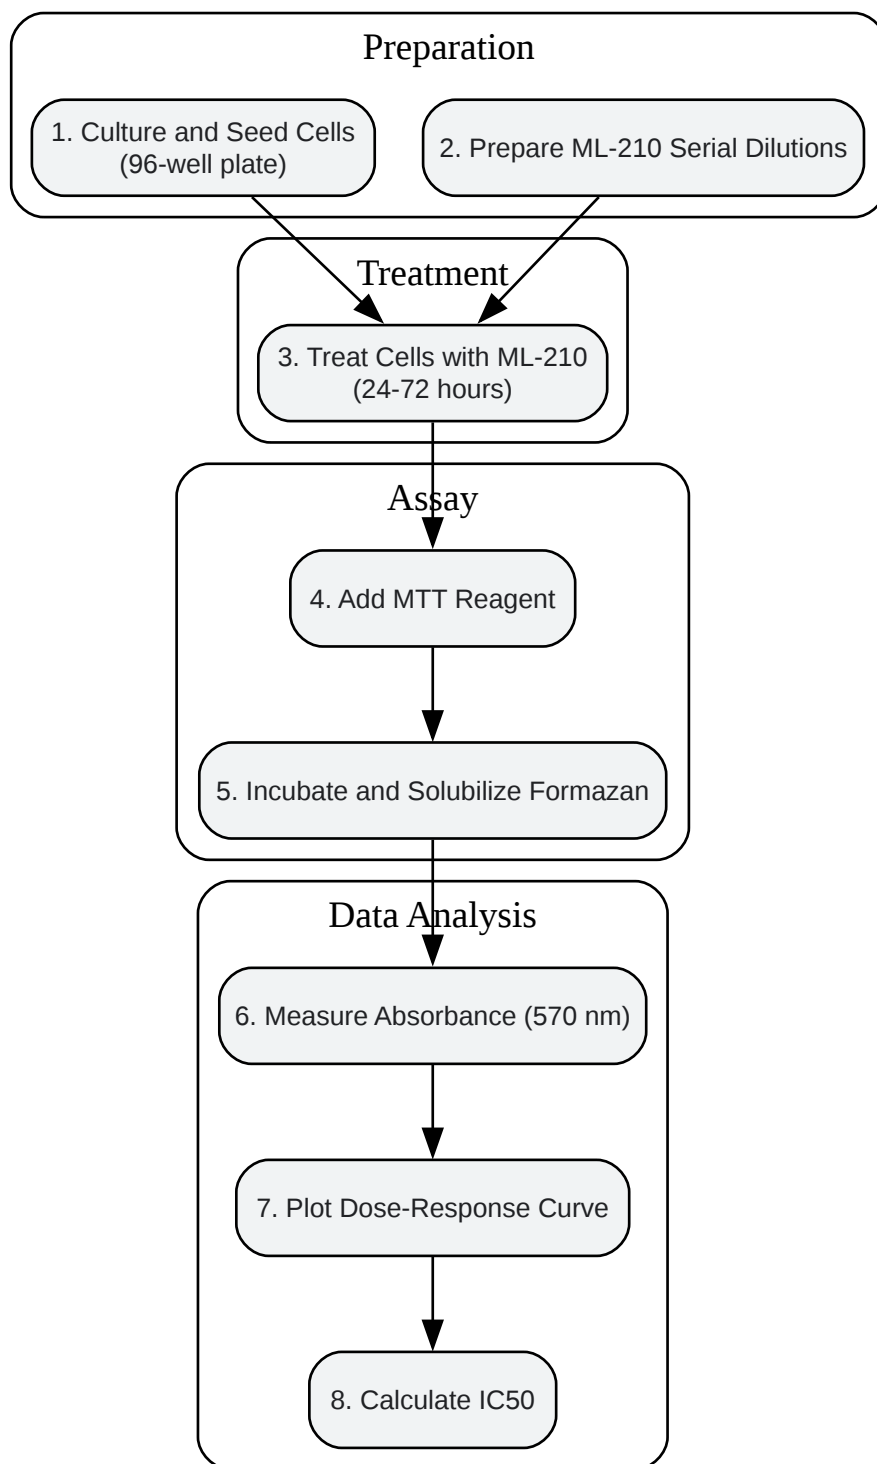 Preparation
1. Culture and Seed Cells
(96-well plate)
2. Prepare ML-210 Serial Dilutions
Treatment
3. Treat Cells with ML-210
(24-72 hours)
Assay
4. Add MTT Reagent
5. Incubate and Solubilize Formazan
Data Analysis
6. Measure Absorbance (570 nm)
7. Plot Dose-Response Curve
8. Calculate IC50